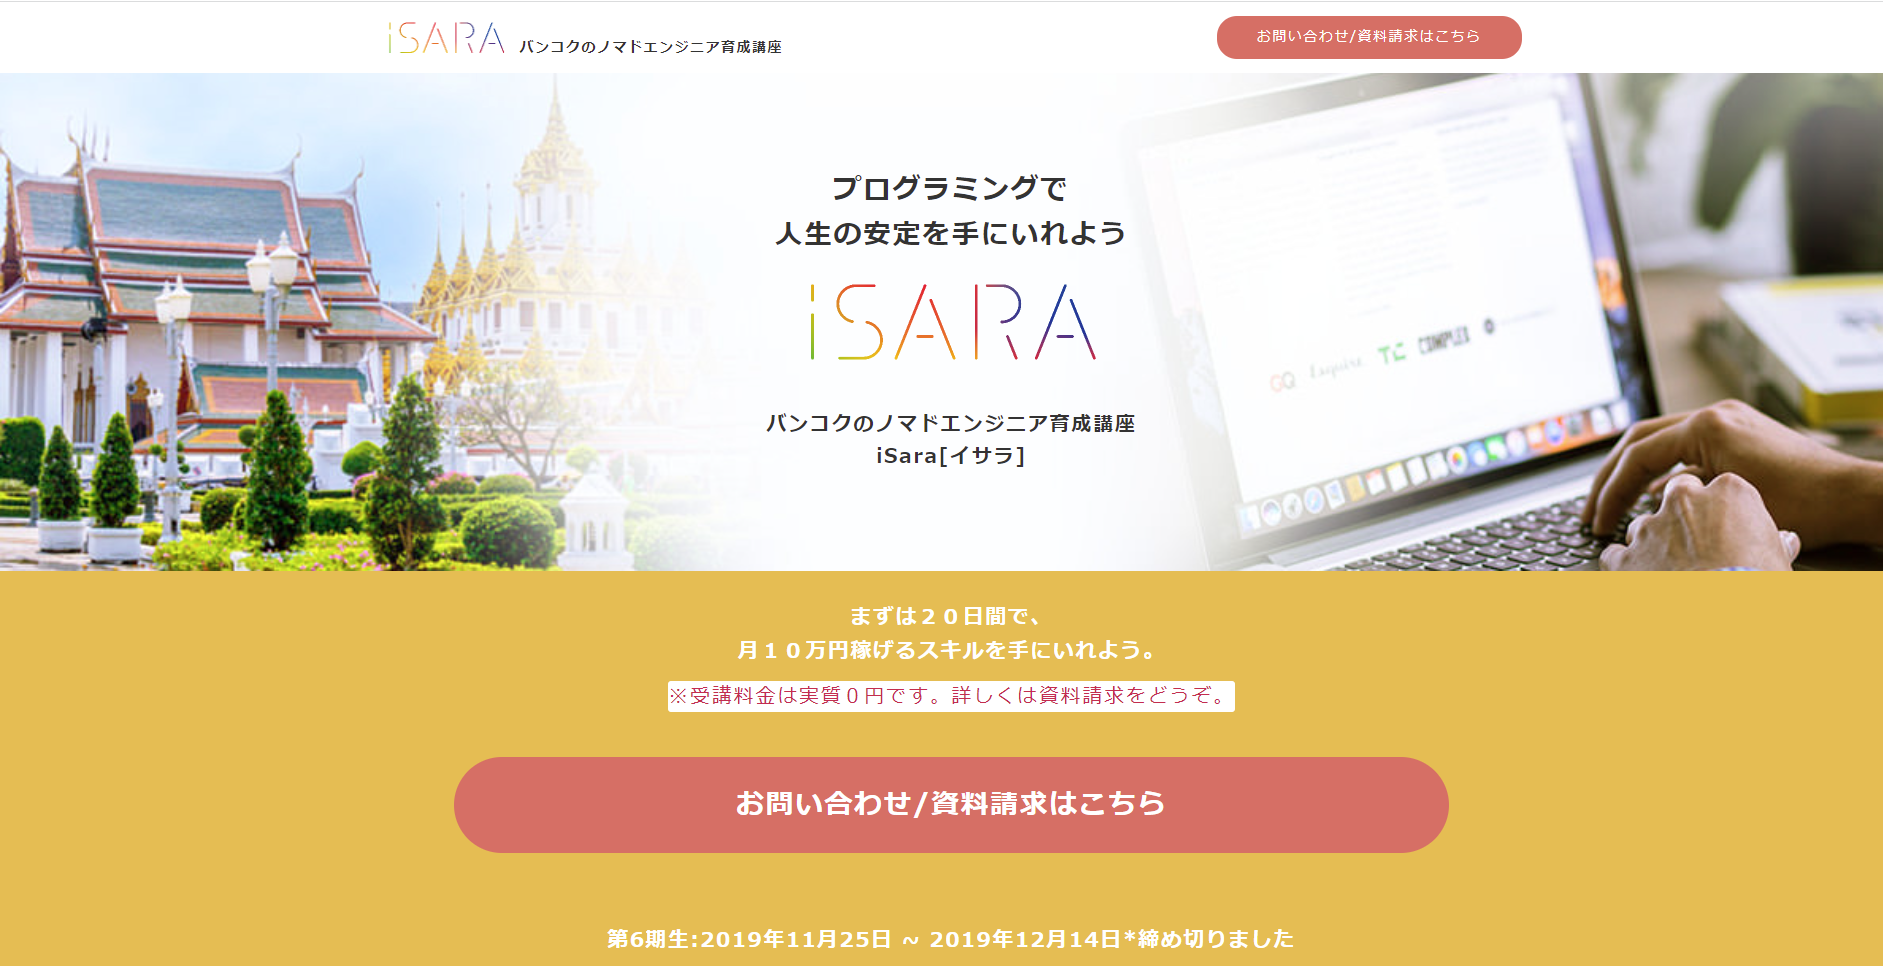 iSARA バンコクのノマドエンジニア育成講座
お問い合わせ/資料請求はこちら
プログラミングで
人生の安定を手にいれよう
iSARA
バンコクのノマドエンジニア育成講座
iSara[イサラ]
GQ Esquire TC COMPLEX
まずは２０日間で、
月１０万円稼げるスキルを手にいれよう。
※受講料金は実質０円です。詳しくは資料請求をどうぞ。
お問い合わせ/資料請求はこちら
第6期生:2019年11月25日 ~ 2019年12月14日*締め切りました